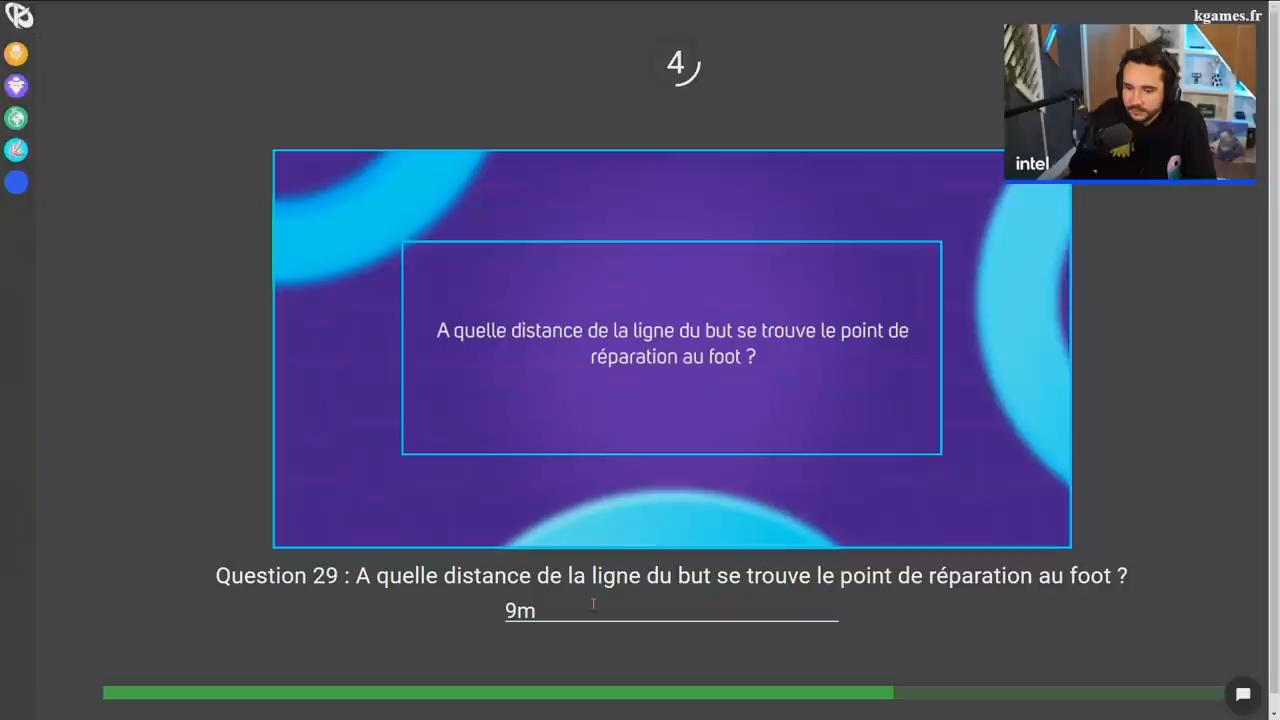 kgames.fr
4
intel
A quelle distance de la ligne du but se trouve le point de
réparation au foot ?
Question 29 : A quelle distance de la ligne du but se trouve le point de réparation au foot ?
9m